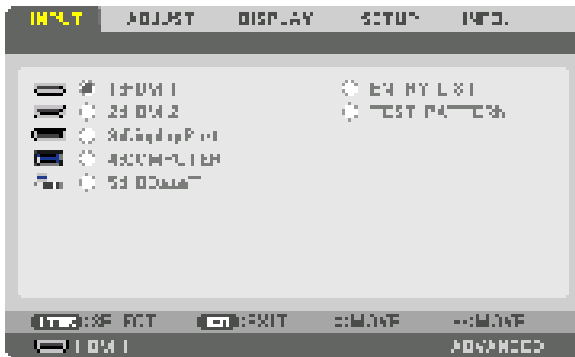 INPUT ADJUST DISPLAY SETUP INFO.
1:HDMI1 ENTRY LIST
2:HDMI2 TEST PATTERN
3:DisplayPort
4:COMPUTER
5:HDBaseT
:SELECT :EXIT :MOVE :MOVE
HDMI1 ADVANCED